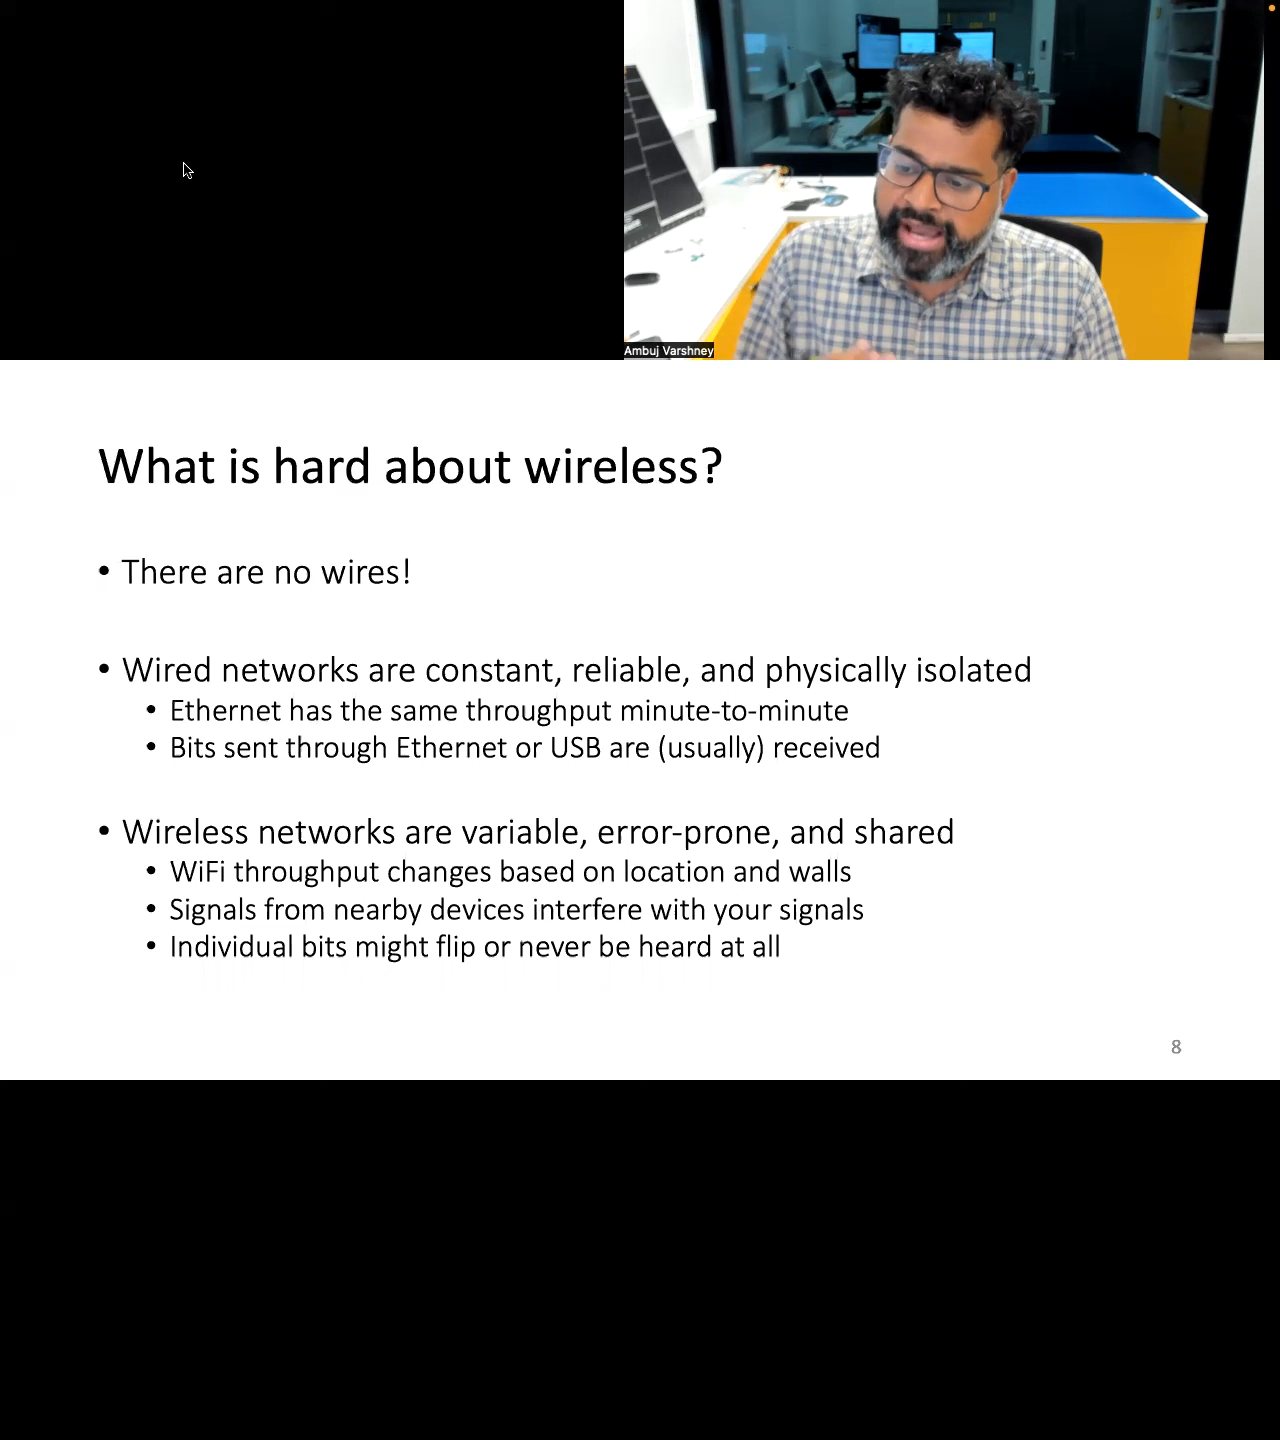 Ambuj Varshney
What is hard about wireless?
• There are no wires!
• Wired networks are constant, reliable, and physically isolated
• Ethernet has the same throughput minute-to-minute
• Bits sent through Ethernet or USB are (usually) received
• Wireless networks are variable, error-prone, and shared
• WiFi throughput changes based on location and walls
• Signals from nearby devices interfere with your signals
• Individual bits might flip or never be heard at all
8